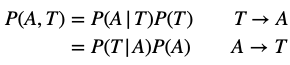 P(A, T) = P(A | T)P(T) T → A
= P(T | A)P(A) A → T